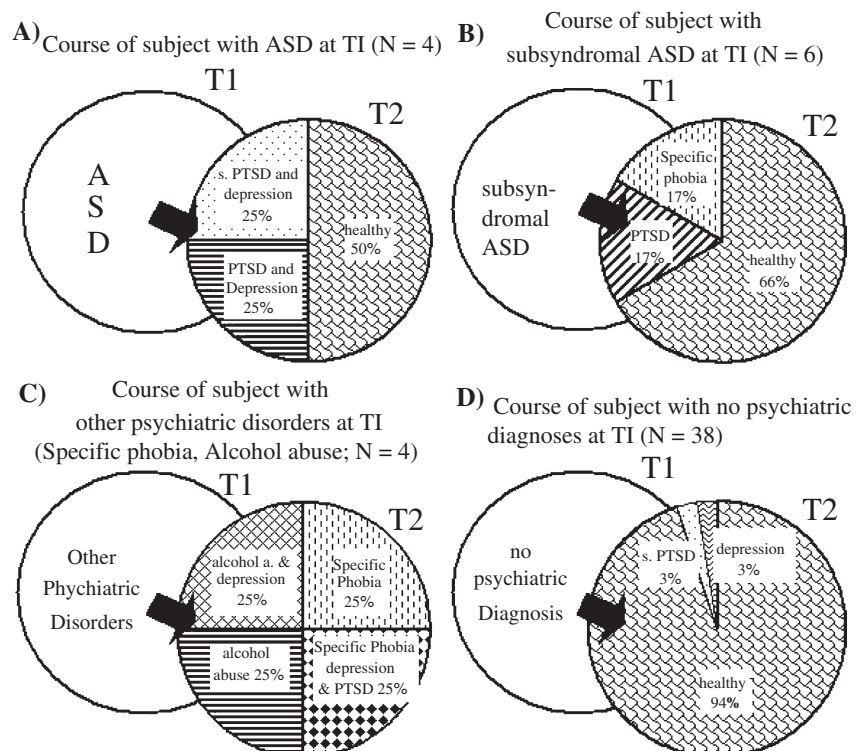 A) Course of subject with ASD at TI (N = 4)
T1
T2
A
S
D
s. PTSD and
depression
25%
healthy
50%
PTSD and
Depression
25%
B) Course of subject with
subsyndromal ASD at TI (N = 6)
T1
T2
subsyn-
dromal
ASD
Specific
phobia
17%
PTSD
17%
healthy
66%
C) Course of subject with
other psychiatric disorders at TI
(Specific phobia, Alcohol abuse; N = 4)
T1
T2
Other
Phychiatric
Disorders
alcohol a. &
depression
25%
Specific
Phobia
25%
alcohol
abuse 25%
Specific Phobia
depression
& PTSD 25%
D) Course of subject with no psychiatric
diagnoses at TI (N = 38)
T1
T2
no
psychiatric
Diagnosis
s. PTSD
3%
depression
3%
healthy
94%